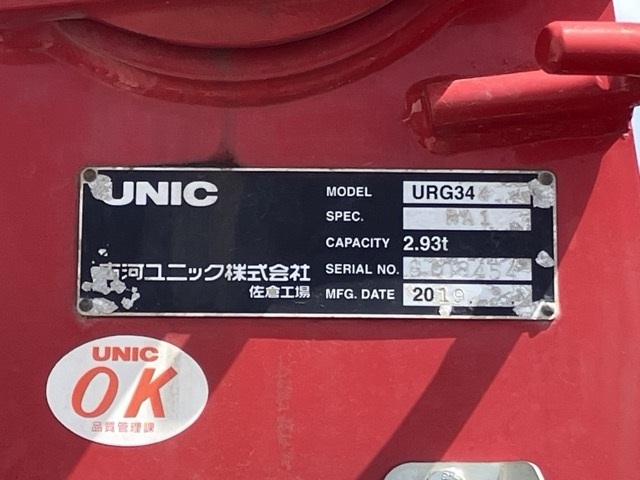 UNIC
MODEL URG34
SPEC.
CAPACITY 2.93t
古河ユニック株式会社
SERIAL NO.
佐倉工場
MFG. DATE 2019
UNIC
OK
品質管理課